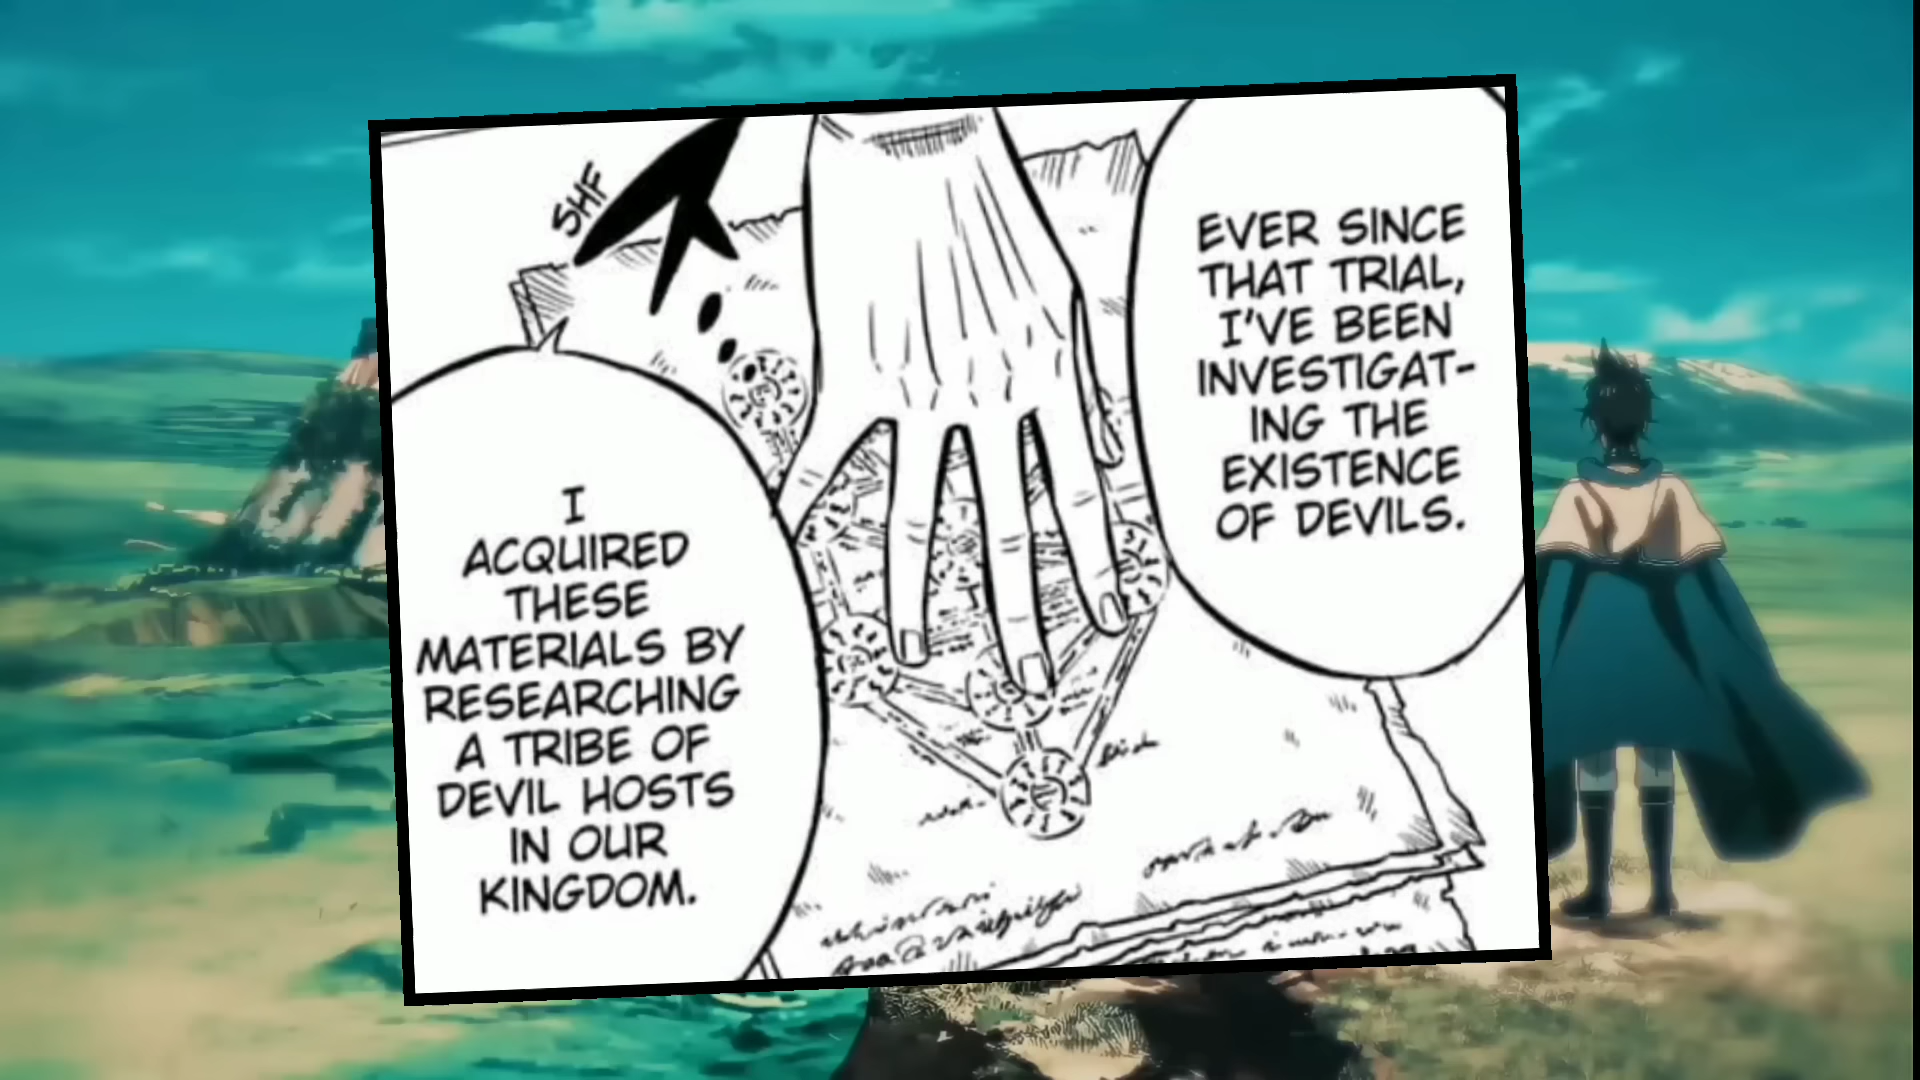 EVER SINCE
THAT TRIAL,
I'VE BEEN
INVESTIGAT-
ING THE
EXISTENCE
OF DEVILS.
SHF
I
ACQUIRED
THESE
MATERIALS BY
RESEARCHING
A TRIBE OF
DEVIL HOSTS
IN OUR
KINGDOM.